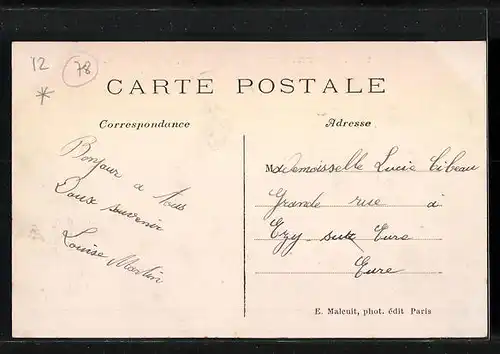 12
78
*
CARTE POSTALE
Correspondance
Adresse
Bonjour a tous
Doux souvenir
Louise Martin
Mademoiselle Lucie Cibeau
Grande rue à
Ezy sur Eure
Eure
E. Malcuit, phot. édit Paris